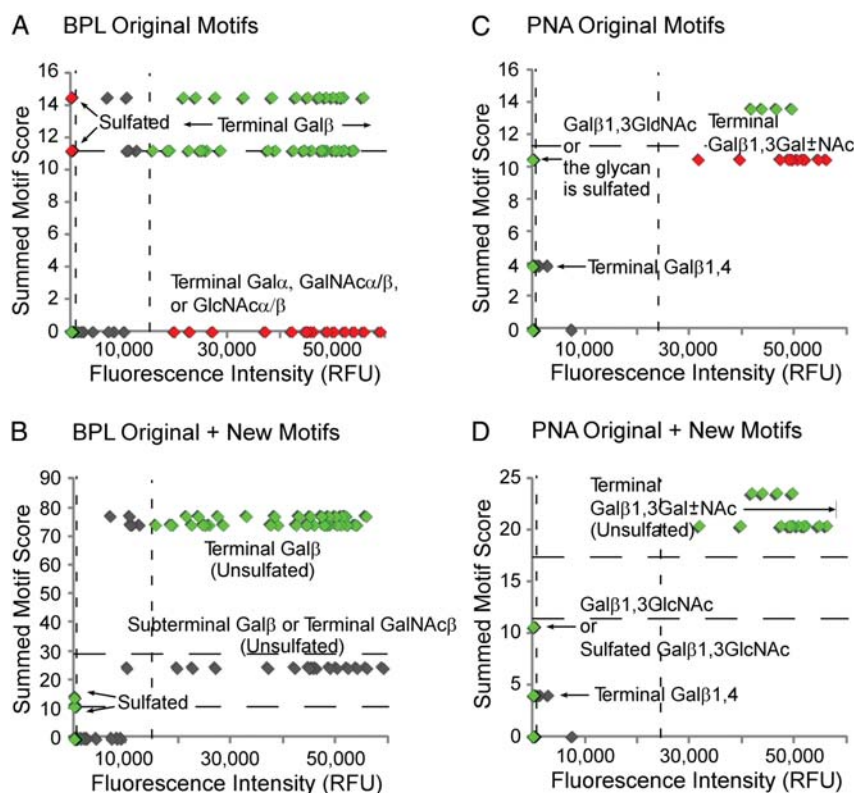 A BPL Original Motifs
16
14
12
10
8
6
4
2
0
Summed Motif Score
Sulfated
Terminal Galβ
Terminal Galα, GalNAcα/β,
or GlcNAcα/β
10,000 30,000 50,000
Fluorescence Intensity (RFU)
C PNA Original Motifs
16
14
12
10
8
6
4
2
0
Summed Motif Score
Galβ1,3GldNAc
or
the glycan
is sulfated
Terminal
Galβ1,3Gal±NAc
Terminal Galβ1,4
10,000 30,000 50,000
Fluorescence Intensity (RFU)
B BPL Original + New Motifs
90
80
70
60
50
40
30
20
10
0
Summed Motif Score
Terminal Galβ
(Unsulfated)
Subterminal Galβ or Terminal GalNAcβ
(Unsulfated)
Sulfated
10,000 30,000 50,000
Fluorescence Intensity (RFU)
D PNA Original + New Motifs
25
20
15
10
5
0
Summed Motif Score
Terminal
Galβ1,3Gal±NAc
(Unsulfated)
Galβ1,3GlcNAc
or
Sulfated Galβ1,3GlcNAc
Terminal Galβ1,4
10,000 30,000 50,000
Fluorescence Intensity (RFU)